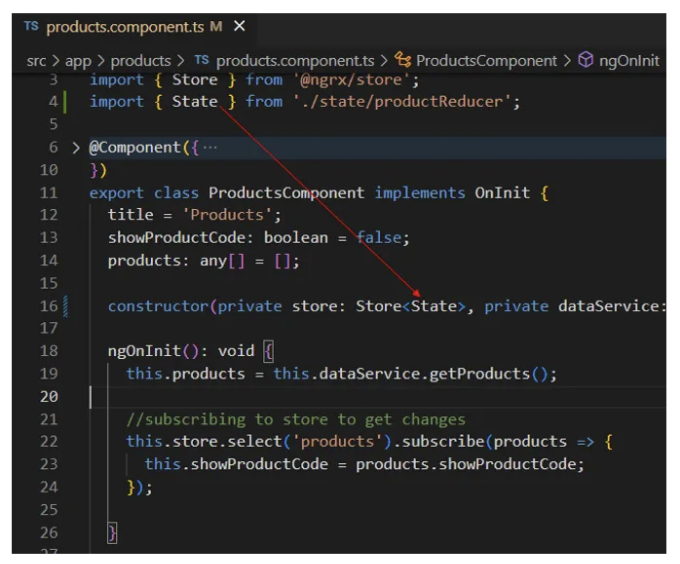 TS products.component.ts M ×
src > app > products > TS products.component.ts > ProductsComponent > ngOnInit
3 import { Store } from '@ngrx/store';
4 import { State } from './state/productReducer';
5
6 > @Component({ ···
10 })
11 export class ProductsComponent implements OnInit {
12 title = 'Products';
13 showProductCode: boolean = false;
14 products: any[] = [];
15
16 constructor(private store: Store<State>, private dataService:
17
18 ngOnInit(): void {
19 this.products = this.dataService.getProducts();
20
21 //subscribing to store to get changes
22 this.store.select('products').subscribe(products => {
23 this.showProductCode = products.showProductCode;
24 });
25
26 }
27